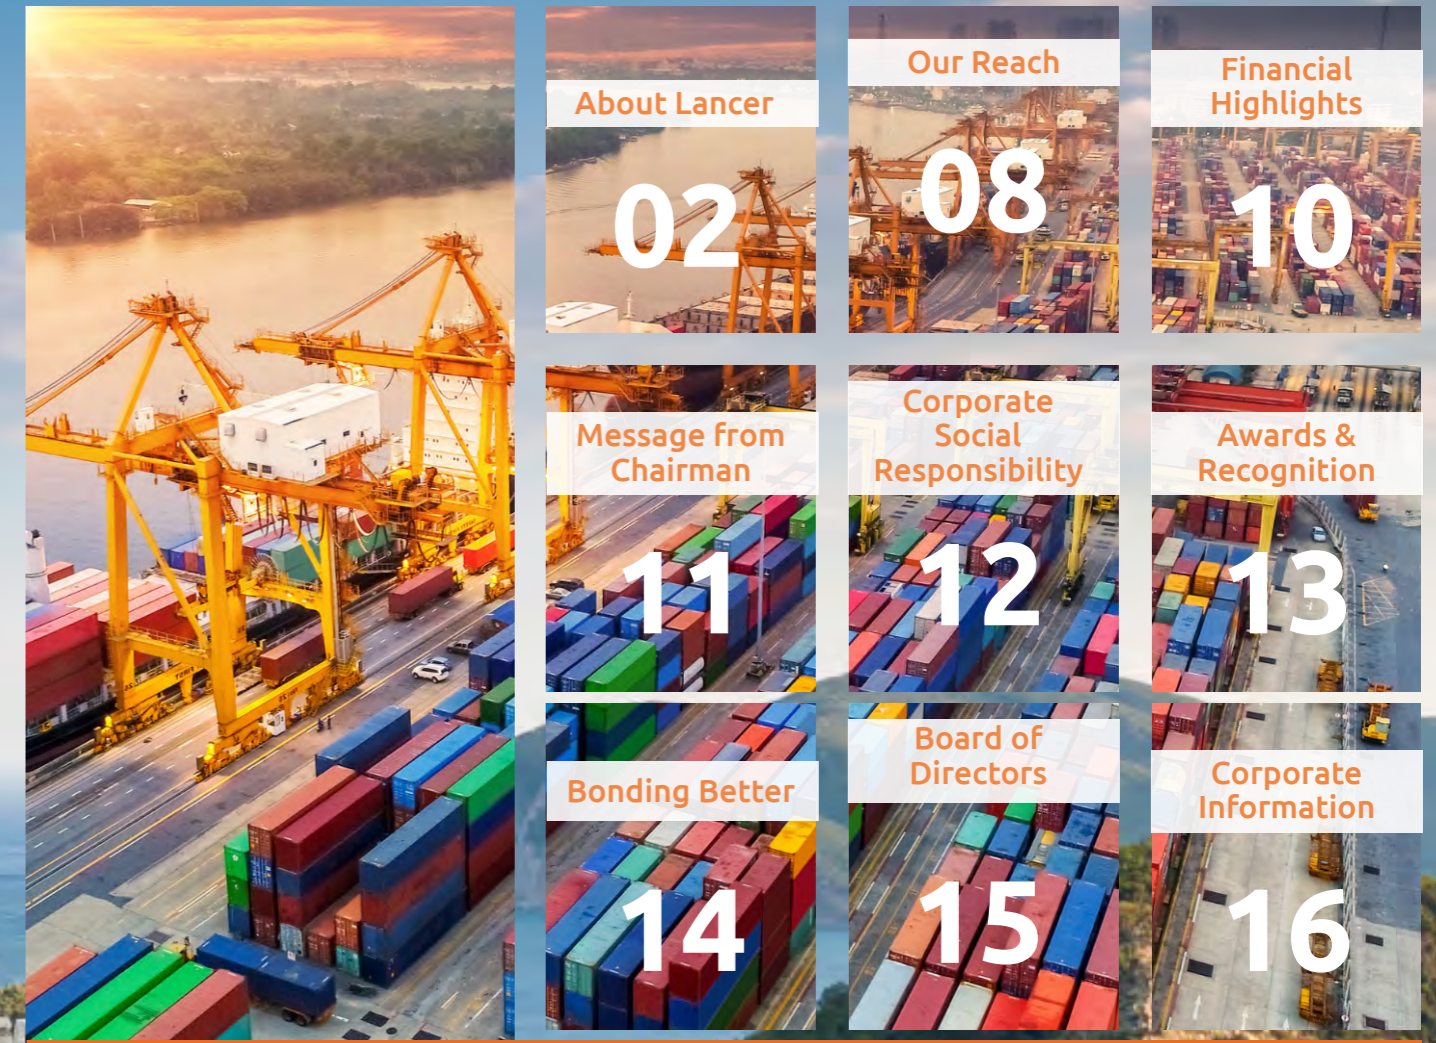 About Lancer
02
Our Reach
08
Financial
Highlights
10
Message from
Chairman
11
Corporate
Social
Responsibility
12
Awards &
Recognition
13
Bonding Better
14
Board of
Directors
15
Corporate
Information
16